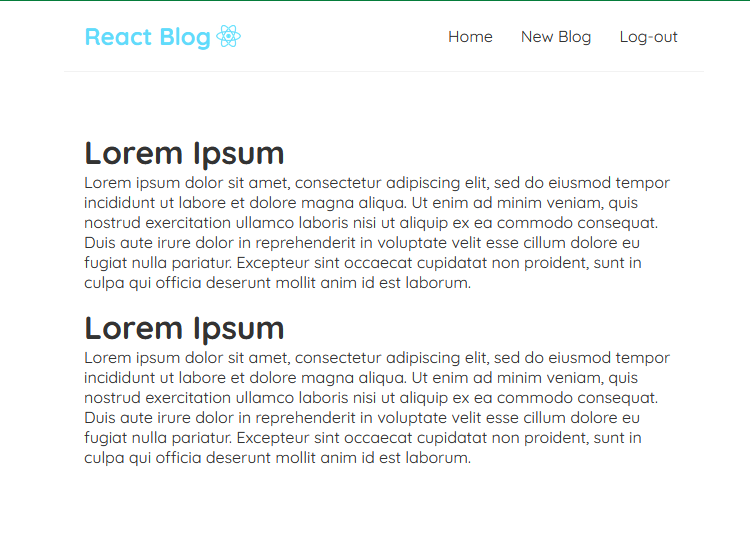 React Blog
Home New Blog Log-out
Lorem Ipsum
Lorem ipsum dolor sit amet, consectetur adipiscing elit, sed do eiusmod tempor
incididunt ut labore et dolore magna aliqua. Ut enim ad minim veniam, quis
nostrud exercitation ullamco laboris nisi ut aliquip ex ea commodo consequat.
Duis aute irure dolor in reprehenderit in voluptate velit esse cillum dolore eu
fugiat nulla pariatur. Excepteur sint occaecat cupidatat non proident, sunt in
culpa qui officia deserunt mollit anim id est laborum.
Lorem Ipsum
Lorem ipsum dolor sit amet, consectetur adipiscing elit, sed do eiusmod tempor
incididunt ut labore et dolore magna aliqua. Ut enim ad minim veniam, quis
nostrud exercitation ullamco laboris nisi ut aliquip ex ea commodo consequat.
Duis aute irure dolor in reprehenderit in voluptate velit esse cillum dolore eu
fugiat nulla pariatur. Excepteur sint occaecat cupidatat non proident, sunt in
culpa qui officia deserunt mollit anim id est laborum.